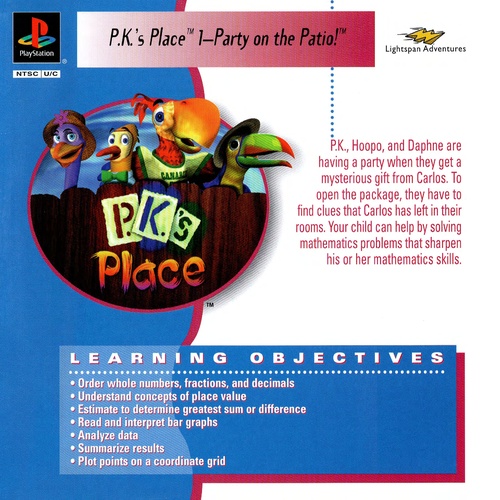 PlayStation
NTSC U/C
P.K.'s Place™ 1–Party on the Patio!™
Lightspan Adventures
P.K., Hoopo, and Daphne are
having a party when they get a
mysterious gift from Carlos. To
open the package, they have to
find clues that Carlos has left in their
rooms. Your child can help by solving
mathematics problems that sharpen
his or her mathematics skills.
P.K.'s
Place
™
LEARNING OBJECTIVES
• Order whole numbers, fractions, and decimals
• Understand concepts of place value
• Estimate to determine greatest sum or difference
• Read and interpret bar graphs
• Analyze data
• Summarize results
• Plot points on a coordinate grid